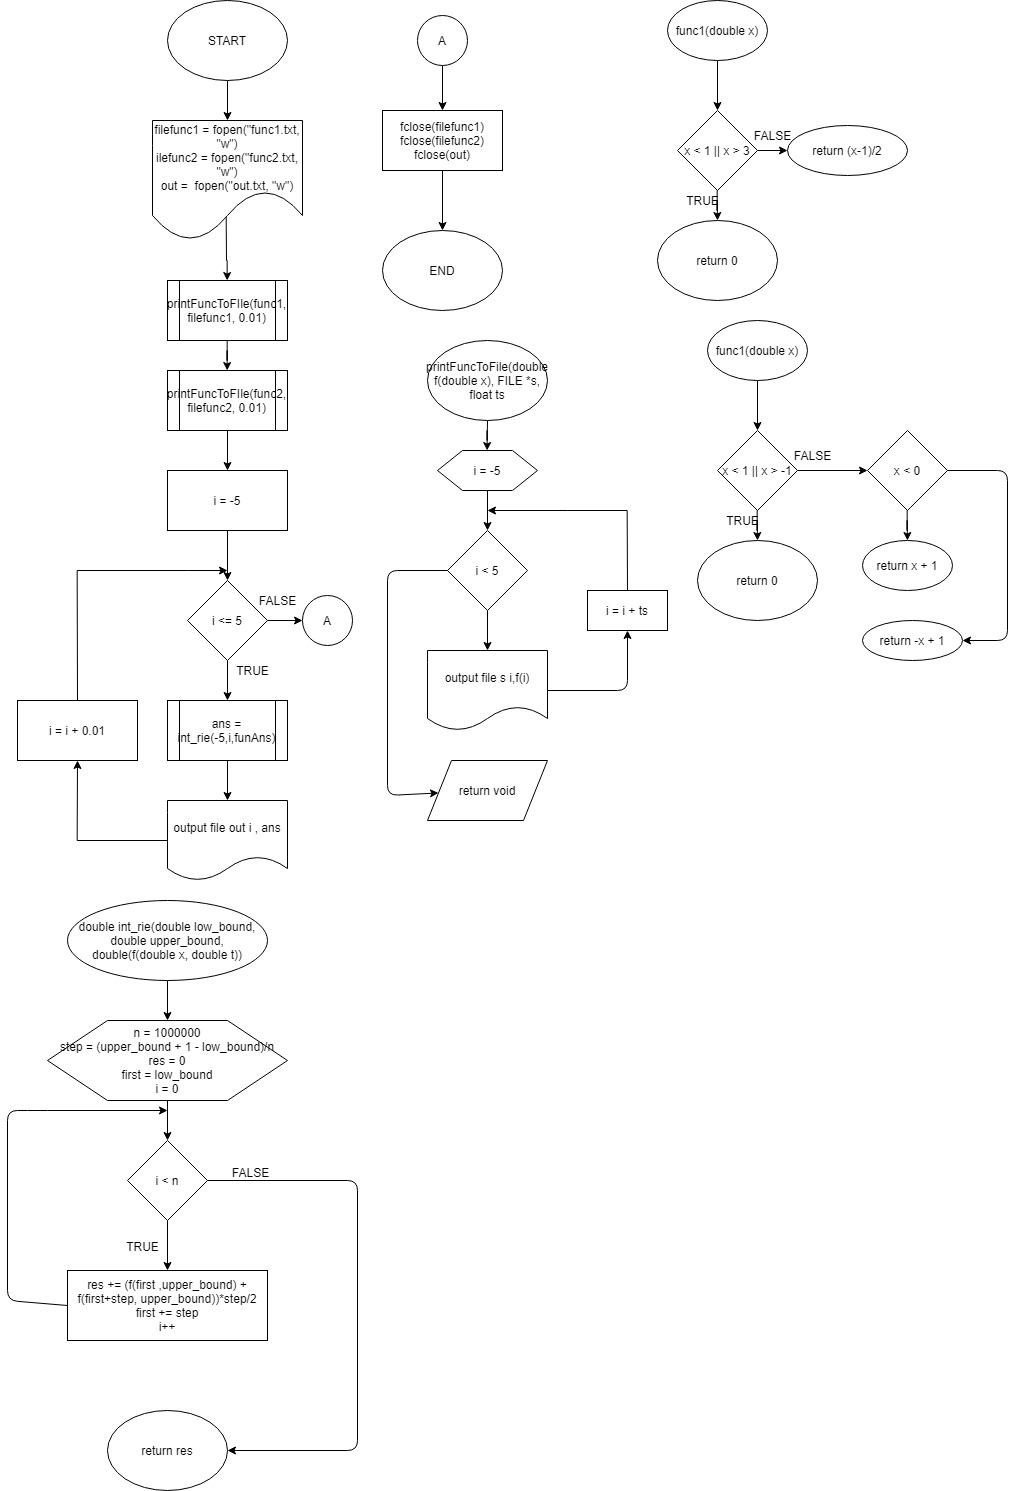 START
filefunc1 = fopen("func1.txt,
"w")
ilefunc2 = fopen("func2.txt,
"w")
out =  fopen("out.txt, "w")
printFuncToFIle(func1,
filefunc1, 0.01)
printFuncToFIle(func2,
filefunc2, 0.01)
i = -5
i <= 5
FALSE
A
TRUE
i = i + 0.01
ans =
int_rie(-5,i,funAns)
output file out i , ans
A
fclose(filefunc1)
fclose(filefunc2)
fclose(out)
END
printFuncToFile(double
f(double x), FILE *s,
float ts
i = -5
i < 5
i = i + ts
output file s i,f(i)
return void
func1(double x)
x < 1 || x > 3
FALSE
return (x-1)/2
TRUE
return 0
func1(double x)
x < 1 || x > -1
FALSE
x < 0
TRUE
return 0
return x + 1
return -x + 1
double int_rie(double low_bound,
double upper_bound,
double(f(double x, double t))
n = 1000000
step = (upper_bound + 1 - low_bound)/n
res = 0
first = low_bound
i = 0
i < n
FALSE
TRUE
res += (f(first ,upper_bound) +
f(first+step, upper_bound))*step/2
first += step
i++
return res